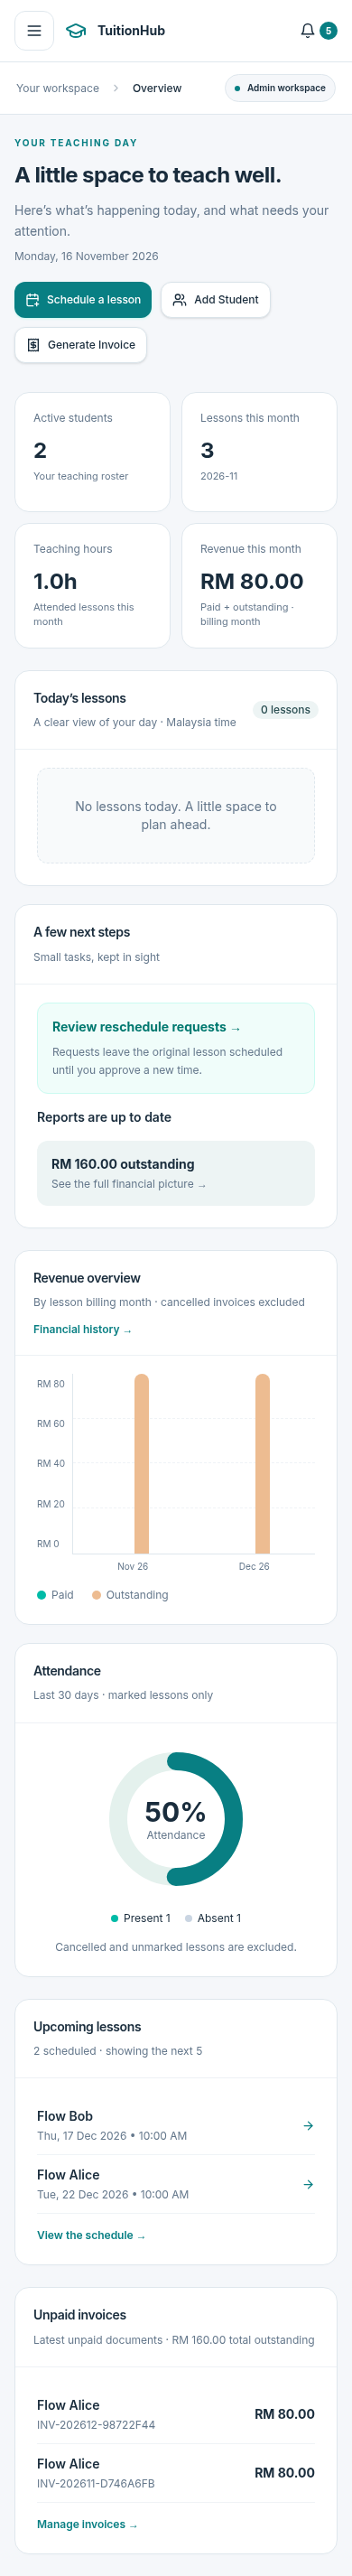 TuitionHub
5
Your workspace > Overview
Admin workspace
YOUR TEACHING DAY
A little space to teach well.
Here’s what’s happening today, and what needs your
attention.
Monday, 16 November 2026
Schedule a lesson
Add Student
Generate Invoice
Active students
2
Your teaching roster
Lessons this month
3
2026-11
Teaching hours
1.0h
Attended lessons this
month
Revenue this month
RM 80.00
Paid + outstanding ·
billing month
Today’s lessons
A clear view of your day · Malaysia time
0 lessons
No lessons today. A little space to
plan ahead.
A few next steps
Small tasks, kept in sight
Review reschedule requests →
Requests leave the original lesson scheduled
until you approve a new time.
Reports are up to date
RM 160.00 outstanding
See the full financial picture →
Revenue overview
By lesson billing month · cancelled invoices excluded
Financial history →
RM 80
RM 60
RM 40
RM 20
RM 0
Nov 26
Dec 26
Paid
Outstanding
Attendance
Last 30 days · marked lessons only
50%
Attendance
Present 1
Absent 1
Cancelled and unmarked lessons are excluded.
Upcoming lessons
2 scheduled · showing the next 5
Flow Bob
Thu, 17 Dec 2026 • 10:00 AM
Flow Alice
Tue, 22 Dec 2026 • 10:00 AM
View the schedule →
Unpaid invoices
Latest unpaid documents · RM 160.00 total outstanding
Flow Alice
INV-202612-98722F44
RM 80.00
Flow Alice
INV-202611-D746A6FB
RM 80.00
Manage invoices →